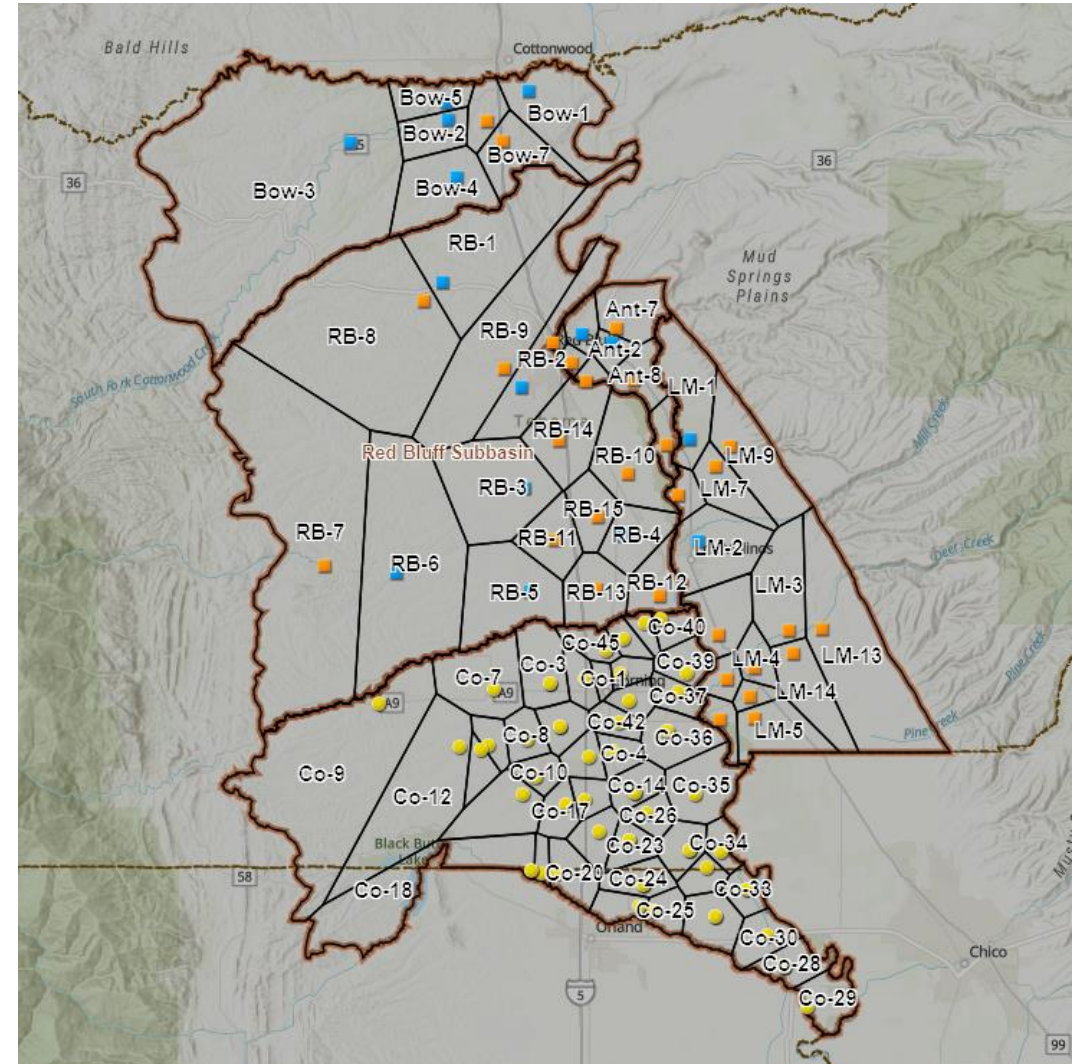 Bald Hills
Cottonwood
Bow-5
Bow-1
Bow-2
5
Bow-7
36
36
Bow-3
Bow-4
RB-1
Mud
Springs
Plains
Ant-7
RB-8
RB-9
Ant-2
RB-2
Ant-8
LM-1
South Fork Cottonwood Creek
Mill Creek
Tehama
RB-14
Red Bluff Subbasin
RB-10
LM-9
RB-3
LM-7
RB-15
RB-7
RB-11
RB-4
LM-2
Deer Creek
RB-6
RB-5
RB-13
RB-12
LM-3
Co-40
Co-45
Pine Creek
Co-3
Co-39
LM-4
LM-13
Co-7
Co-1
A9
A9
Co-37
LM-14
Co-42
LM-5
Co-8
Co-36
Pine Creek
Co-4
Co-9
Co-10
Co-12
Co-14
Co-35
Co-17
Co-26
Co-23
Co-34
58
Co-20
Co-24
Co-33
Co-18
Co-25
Orland
Co-30
Chico
Co-28
5
Co-29
99